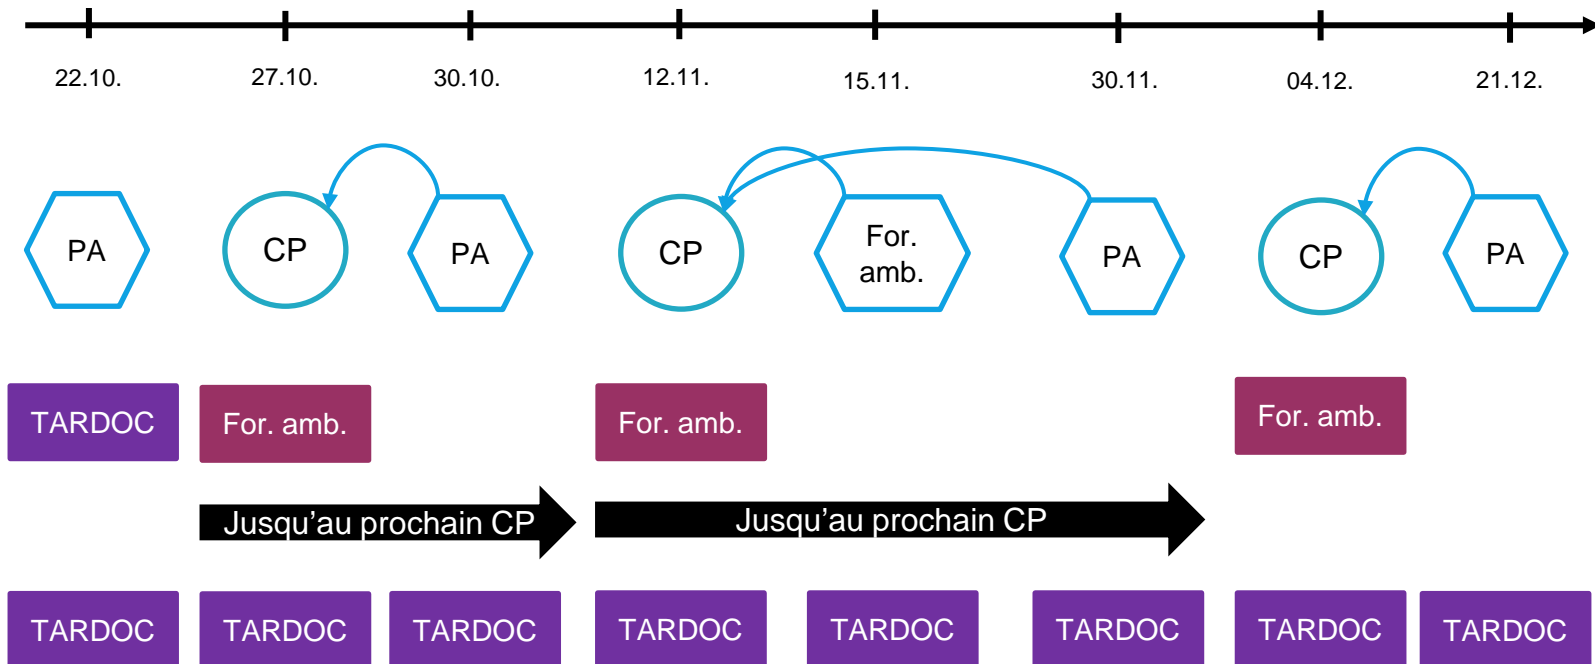 22.10.
27.10.
30.10.
12.11.
15.11.
30.11.
04.12.
21.12.
PA
CP
PA
CP
For.
amb.
PA
CP
PA
TARDOC
For. amb.
For. amb.
For. amb.
Jusqu’au prochain CP
Jusqu’au prochain CP
TARDOC
TARDOC
TARDOC
TARDOC
TARDOC
TARDOC
TARDOC
TARDOC